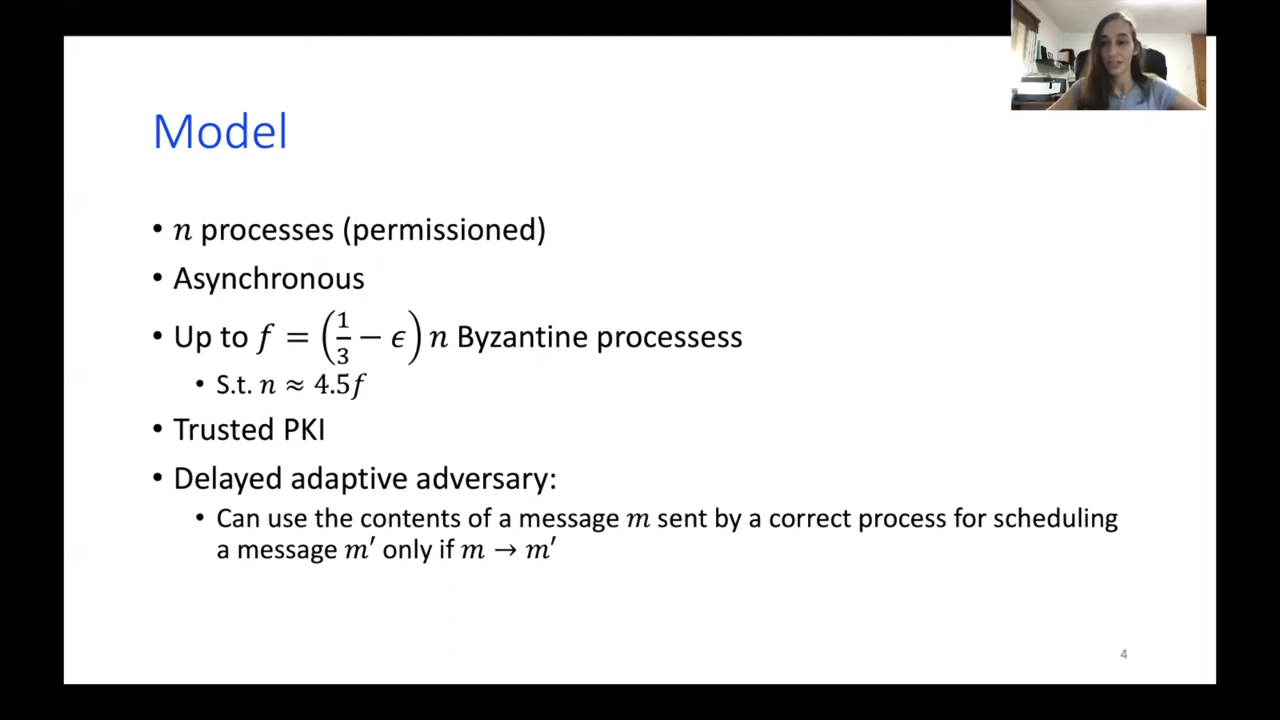 Model
• n processes (permissioned)
• Asynchronous
• Up to f = (1/3 − ϵ) n Byzantine processess
• S.t. n ≈ 4.5f
• Trusted PKI
• Delayed adaptive adversary:
• Can use the contents of a message m sent by a correct process for scheduling
a message m′ only if m → m′
4